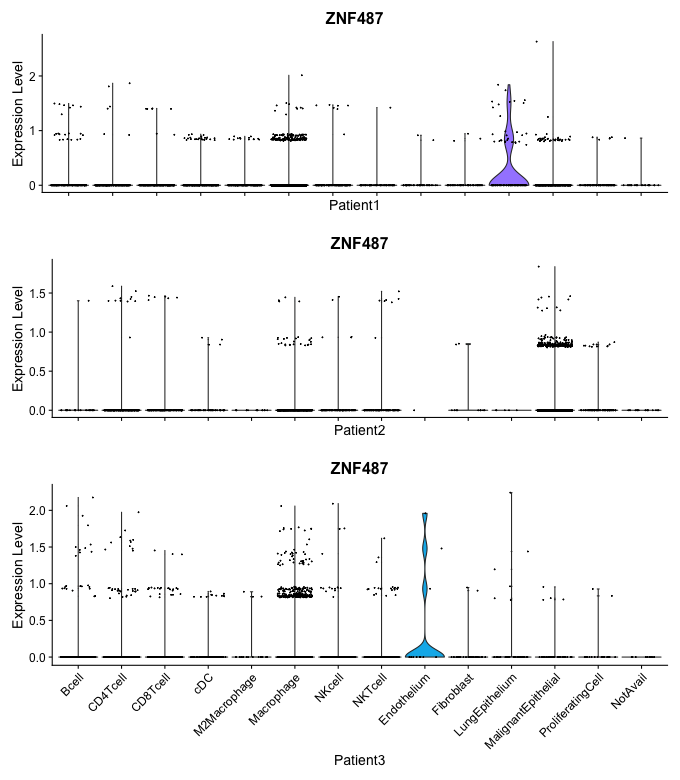 ZNF487
Expression Level
2
1
0
Patient1
ZNF487
Expression Level
1.5
1.0
0.5
0.0
Patient2
ZNF487
Expression Level
2.0
1.5
1.0
0.5
0.0
Bcell
CD4Tcell
CD8Tcell
cDC
M2Macrophage
Macrophage
NKcell
NKTcell
Endothelium
Fibroblast
LungEpithelium
MalignantEpithelial
ProliferatingCell
NotAvail
Patient3